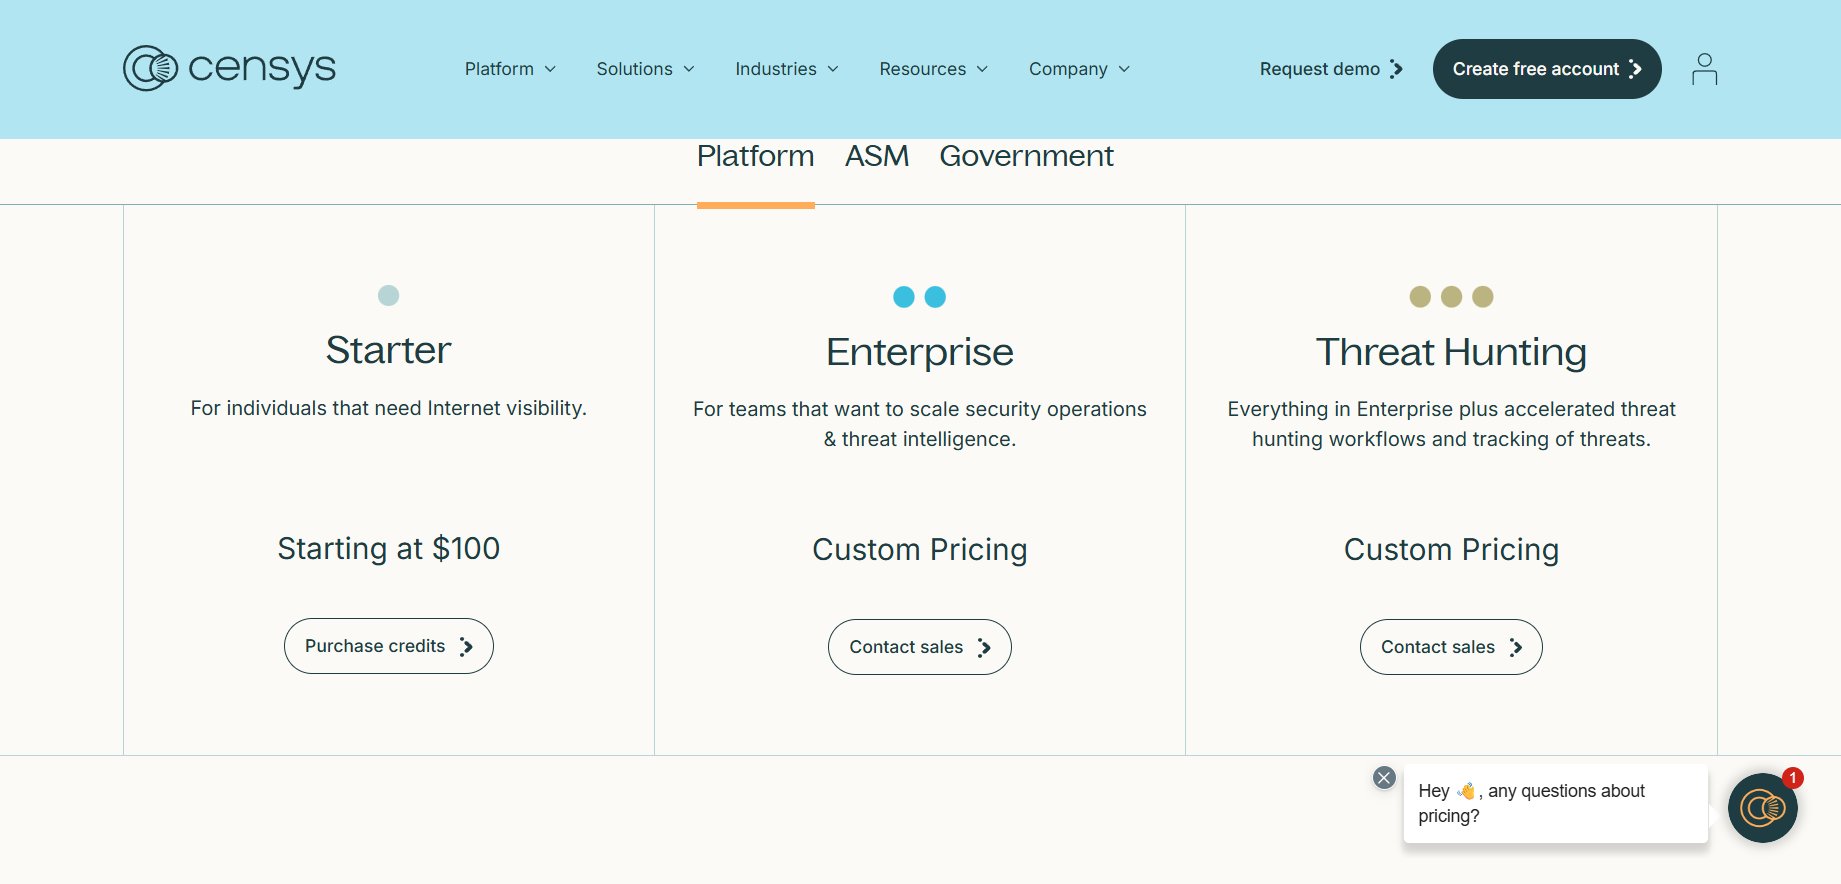 censys
Platform
Solutions
Industries
Resources
Company
Request demo
Create free account
Platform
ASM
Government
Starter
For individuals that need Internet visibility.
Starting at $100
Purchase credits
Enterprise
For teams that want to scale security operations
& threat intelligence.
Custom Pricing
Contact sales
Threat Hunting
Everything in Enterprise plus accelerated threat
hunting workflows and tracking of threats.
Custom Pricing
Contact sales
Hey 👋, any questions about
pricing?
1